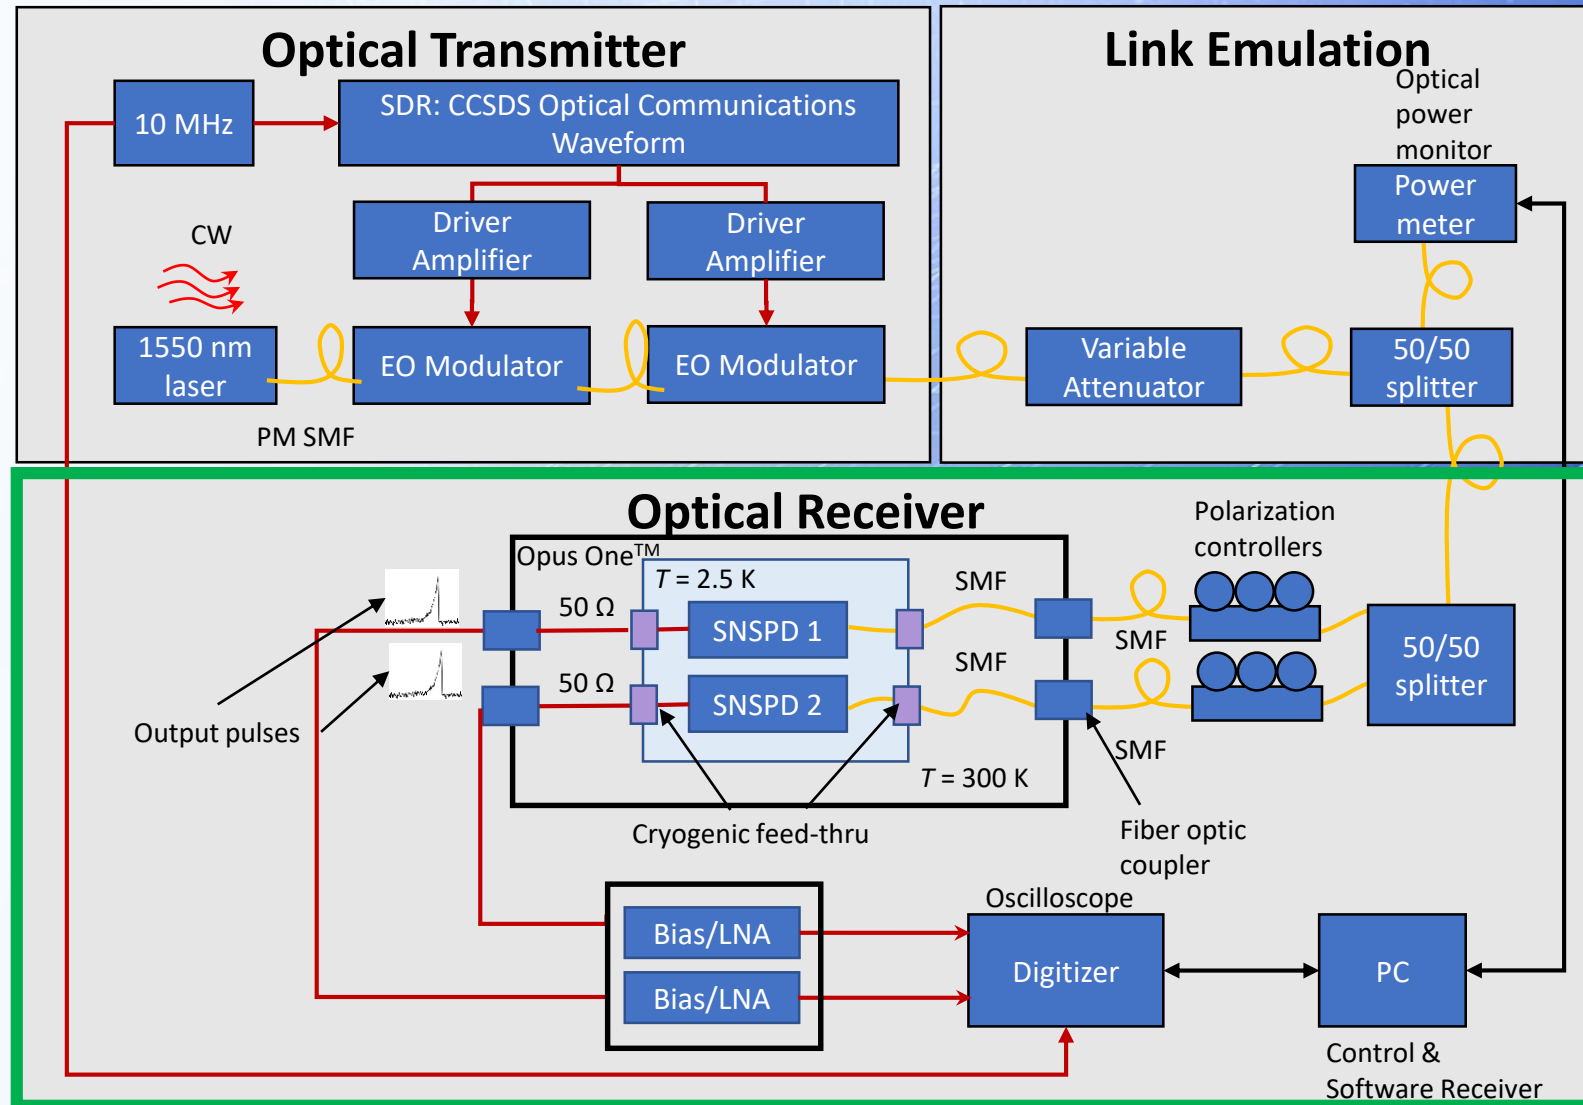 Optical Transmitter
10 MHz
SDR: CCSDS Optical Communications
Waveform
Driver
Amplifier
Driver
Amplifier
CW
1550 nm
laser
EO Modulator
EO Modulator
PM SMF
Link Emulation
Optical
power
monitor
Power
meter
Variable
Attenuator
50/50
splitter
Optical Receiver
Opus One™
T = 2.5 K
50 Ω
SNSPD 1
SMF
50 Ω
SNSPD 2
SMF
T = 300 K
Polarization
controllers
SMF
SMF
50/50
splitter
Output pulses
Cryogenic feed-thru
Fiber optic
coupler
Bias/LNA
Bias/LNA
Oscilloscope
Digitizer
PC
Control &
Software Receiver